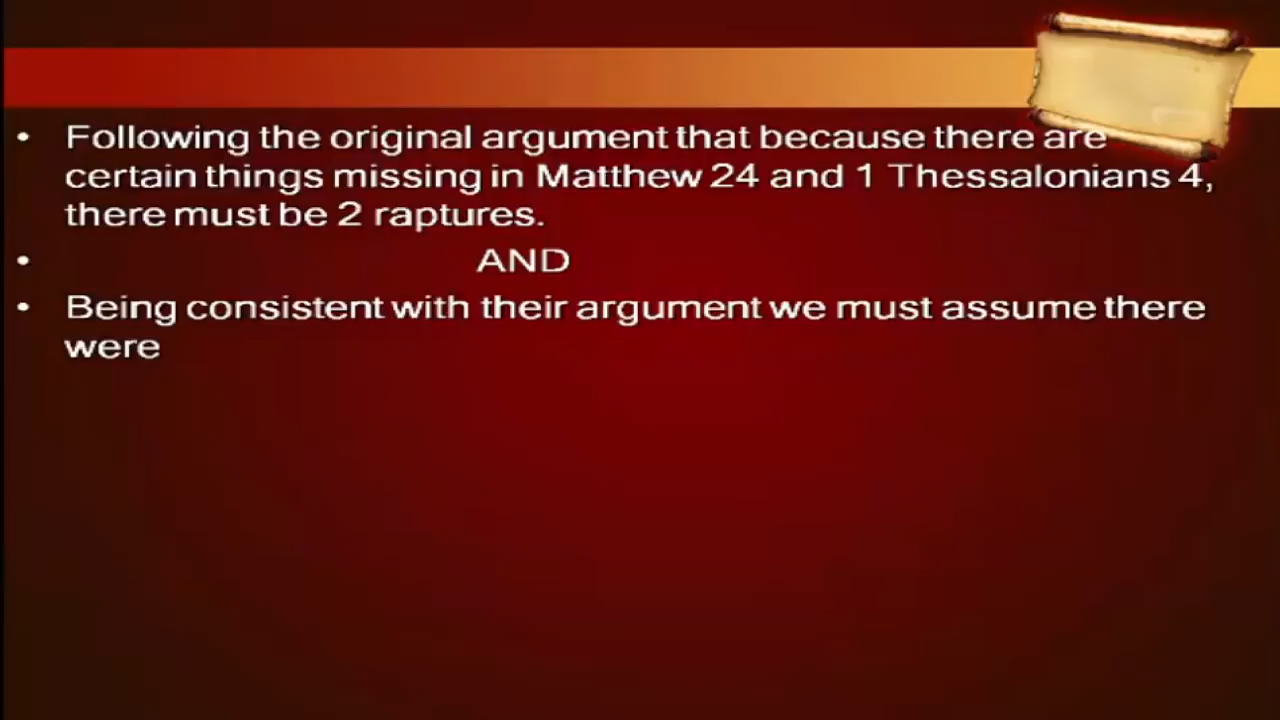 • Following the original argument that because there are
certain things missing in Matthew 24 and 1 Thessalonians 4,
there must be 2 raptures.
• AND
• Being consistent with their argument we must assume there
were